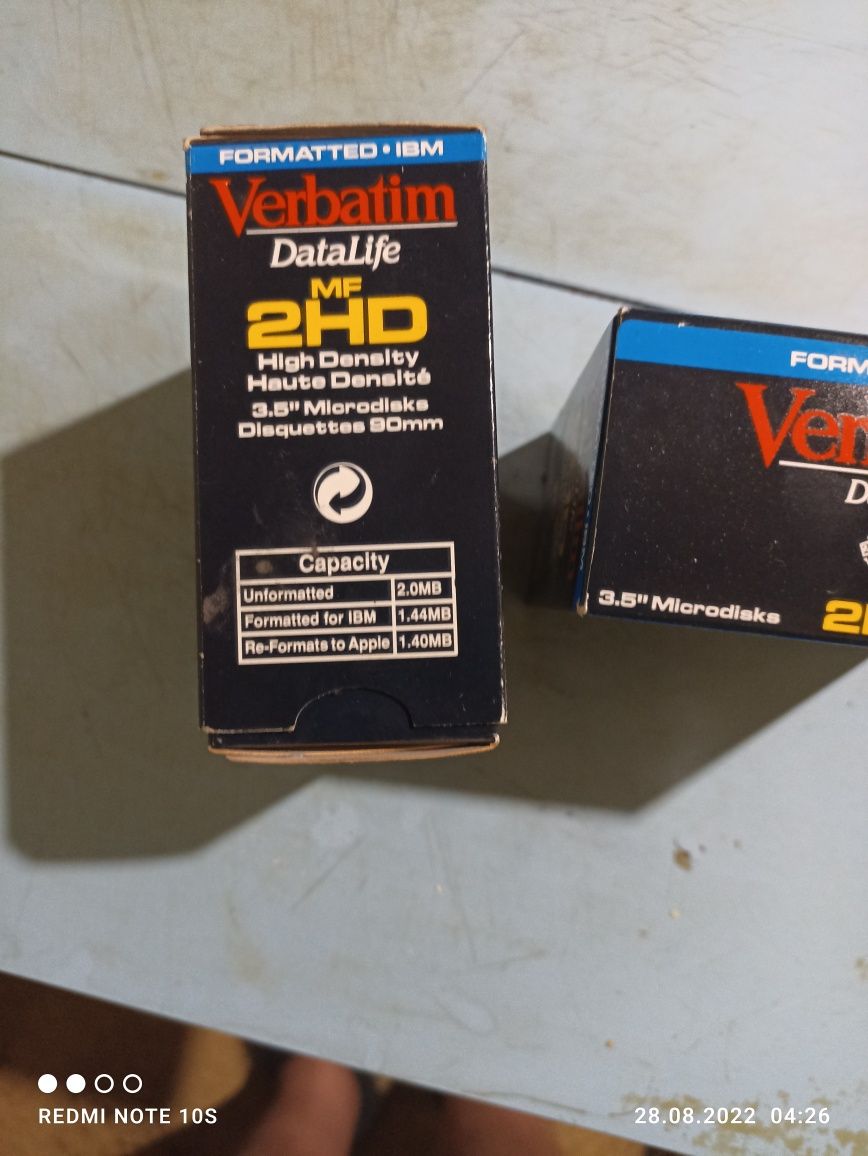 FORMATTED • IBM
Verbatim
DataLife
MF
2HD
High Density
Haute Densité
3.5" Microdisks
Disquettes 90mm
Capacity
Unformatted 2.0MB
Formatted for IBM 1.44MB
Re-Formats to Apple 1.40MB
3.5" Microdisks
REDMI NOTE 10S
28.08.2022 04:26